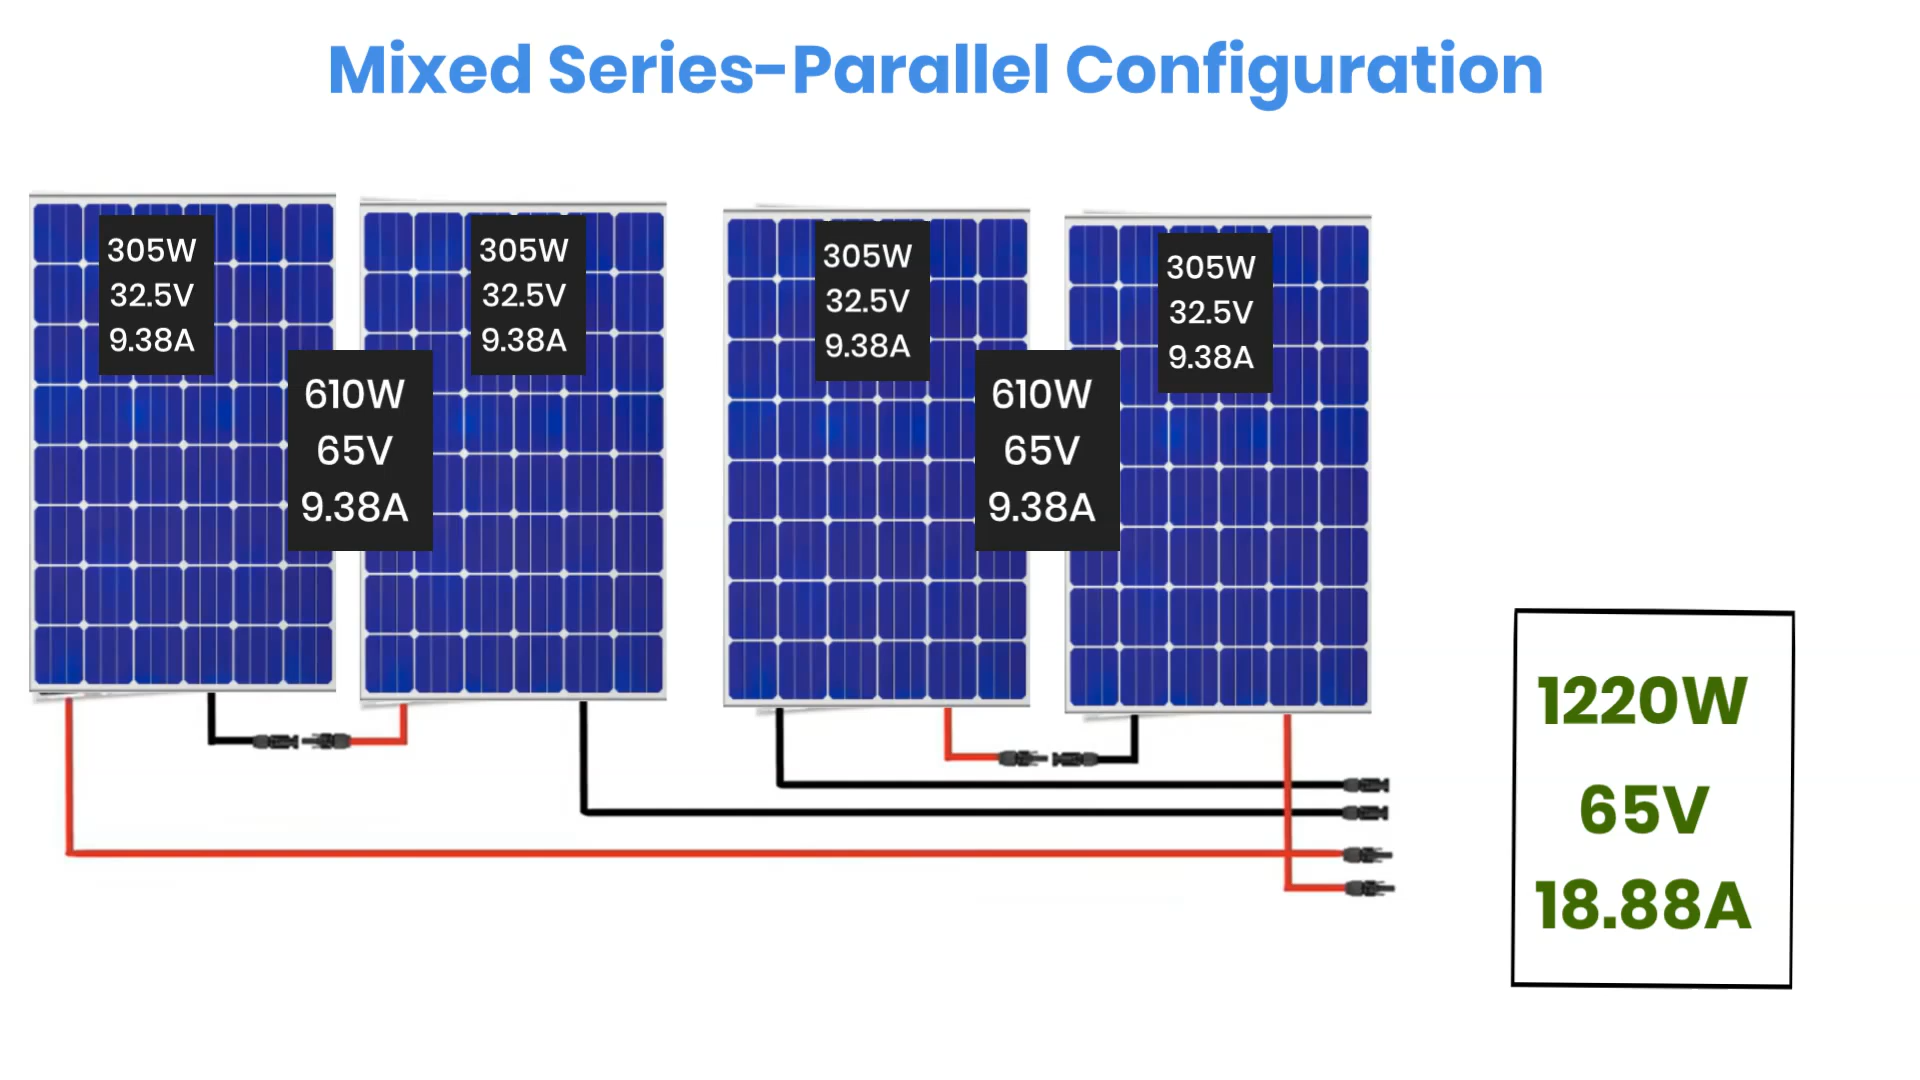 Mixed Series-Parallel Configuration
305W
32.5V
9.38A
305W
32.5V
9.38A
305W
32.5V
9.38A
305W
32.5V
9.38A
610W
65V
9.38A
610W
65V
9.38A
1220W
65V
18.88A